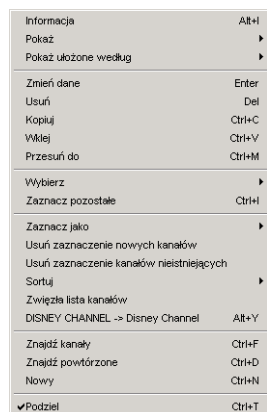 Informacja Alt+I
Pokaż
Pokaż ułożone według
Zmień dane Enter
Usuń Del
Kopiuj Ctrl+C
Wklej Ctrl+V
Przesuń do Ctrl+M
Wybierz
Zaznacz pozostałe Ctrl+I
Zaznacz jako
Usuń zaznaczenie nowych kanałów
Usuń zaznaczenie kanałów nieistniejących
Sortuj
Zwięzła lista kanałów
DISNEY CHANNEL -> Disney Channel Alt+Y
Znajdź kanały Ctrl+F
Znajdź powtórzone Ctrl+D
Nowy Ctrl+N
Podziel Ctrl+T